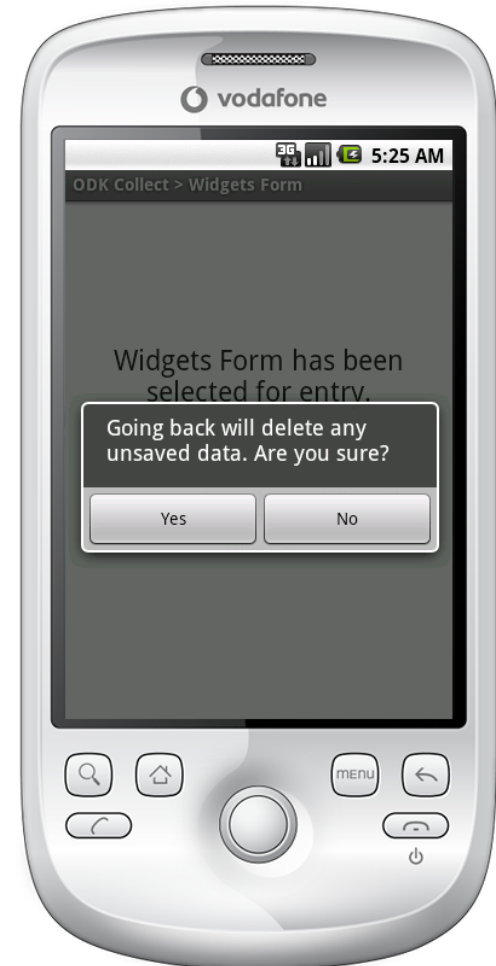 vodafone
3G
5:25 AM
ODK Collect > Widgets Form
Widgets Form has been
selected for entry.
Going back will delete any
unsaved data. Are you sure?
Yes
No
MENU